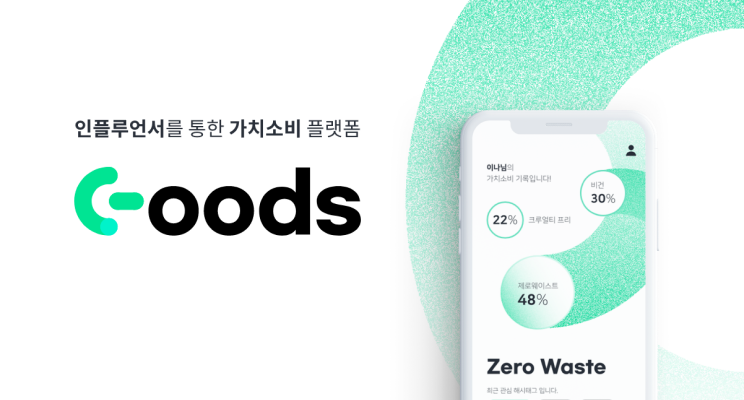 인플루언서를 통한 가치소비 플랫폼
Goods
이나님의
가치소비 기록입니다!
비건
30%
22%
크루얼티 프리
제로웨이스트
48%
Zero Waste
최근 관심 해시태그 입니다.